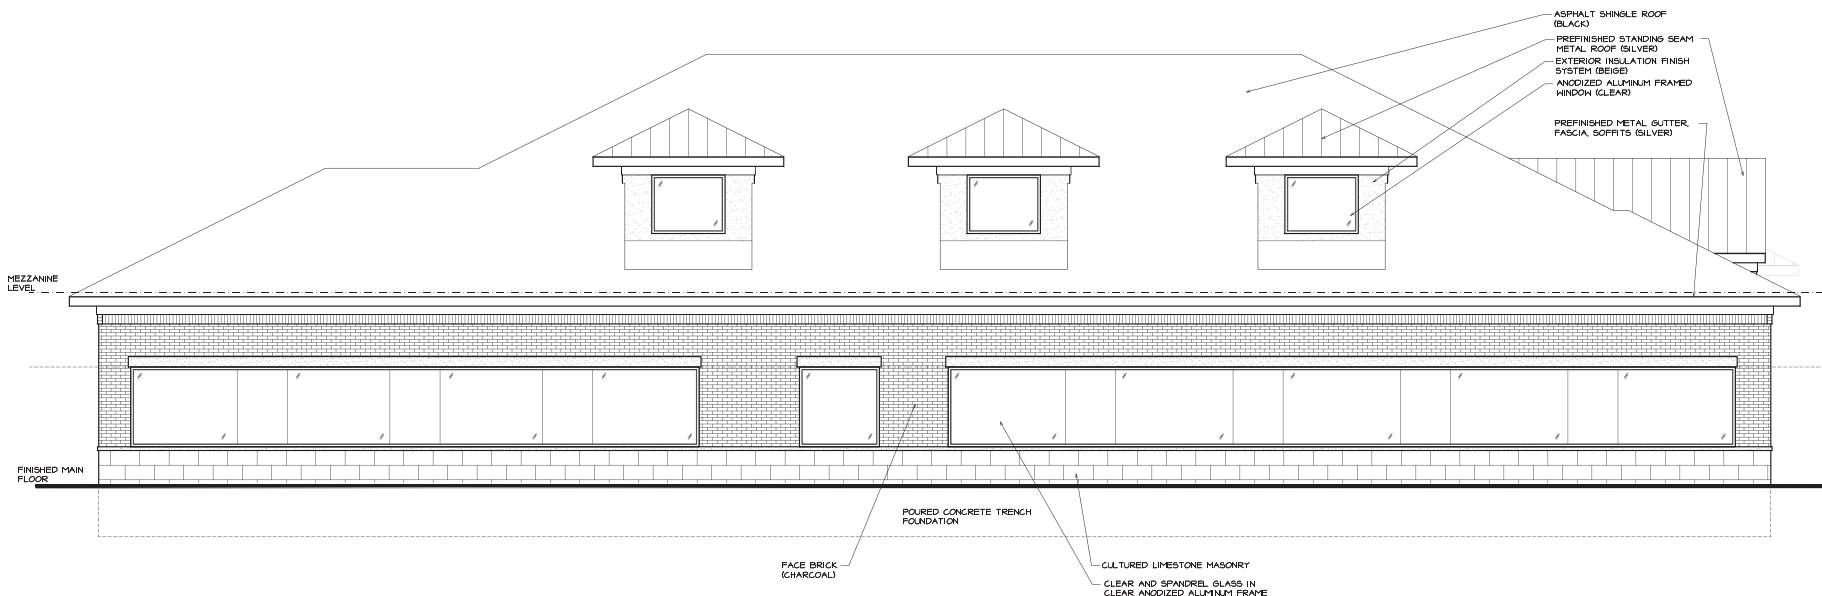 ASPHALT SHINGLE ROOF
(BLACK)
PREFINISHED STANDING SEAM
METAL ROOF (SILVER)
EXTERIOR INSULATION FINISH
SYSTEM (BEIGE)
ANODIZED ALUMINUM FRAMED
WINDOW (CLEAR)
PREFINISHED METAL GUTTER,
FASCIA, SOFFITS (SILVER)
MEZZANINE
LEVEL
FINISHED MAIN
FLOOR
POURED CONCRETE TRENCH
FOUNDATION
FACE BRICK
(CHARCOAL)
CULTURED LIMESTONE MASONRY
CLEAR AND SPANDREL GLASS IN
CLEAR ANODIZED ALUMINUM FRAME